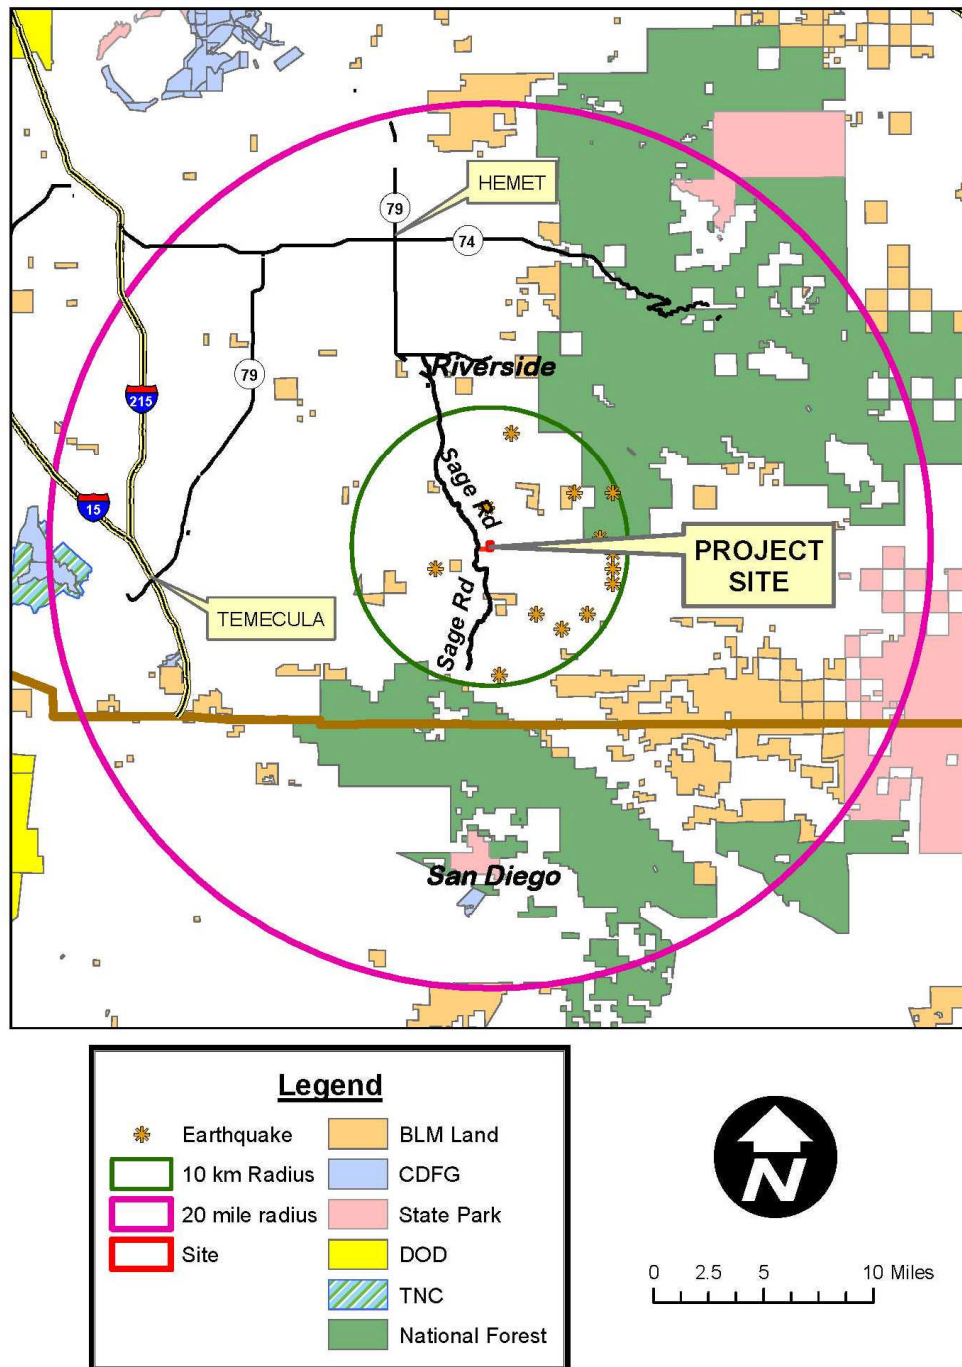 HEMET
79
74
Riverside
79
215
Sage Rd
15
PROJECT
SITE
Sage Rd
TEMECULA
San Diego
Legend
Earthquake
BLM Land
10 km Radius
CDFG
20 mile radius
State Park
Site
DOD
TNC
National Forest
N
0 2.5 5 10 Miles